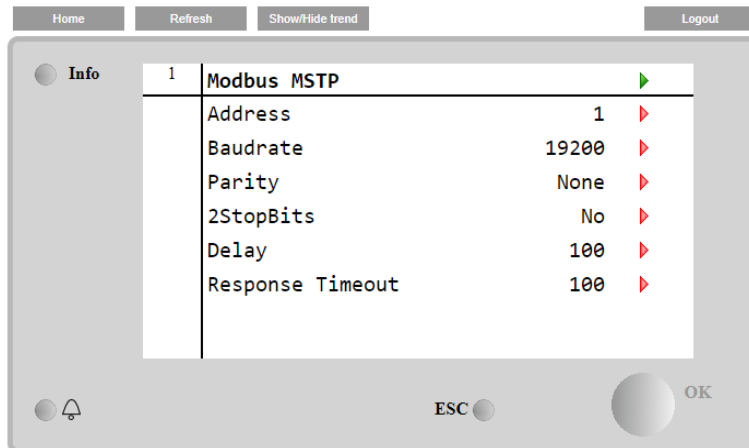 Home Refresh Show/Hide trend Logout
Info 1 Modbus MSTP
Address 1
Baudrate 19200
Parity None
2StopBits No
Delay 100
Response Timeout 100
ESC OK